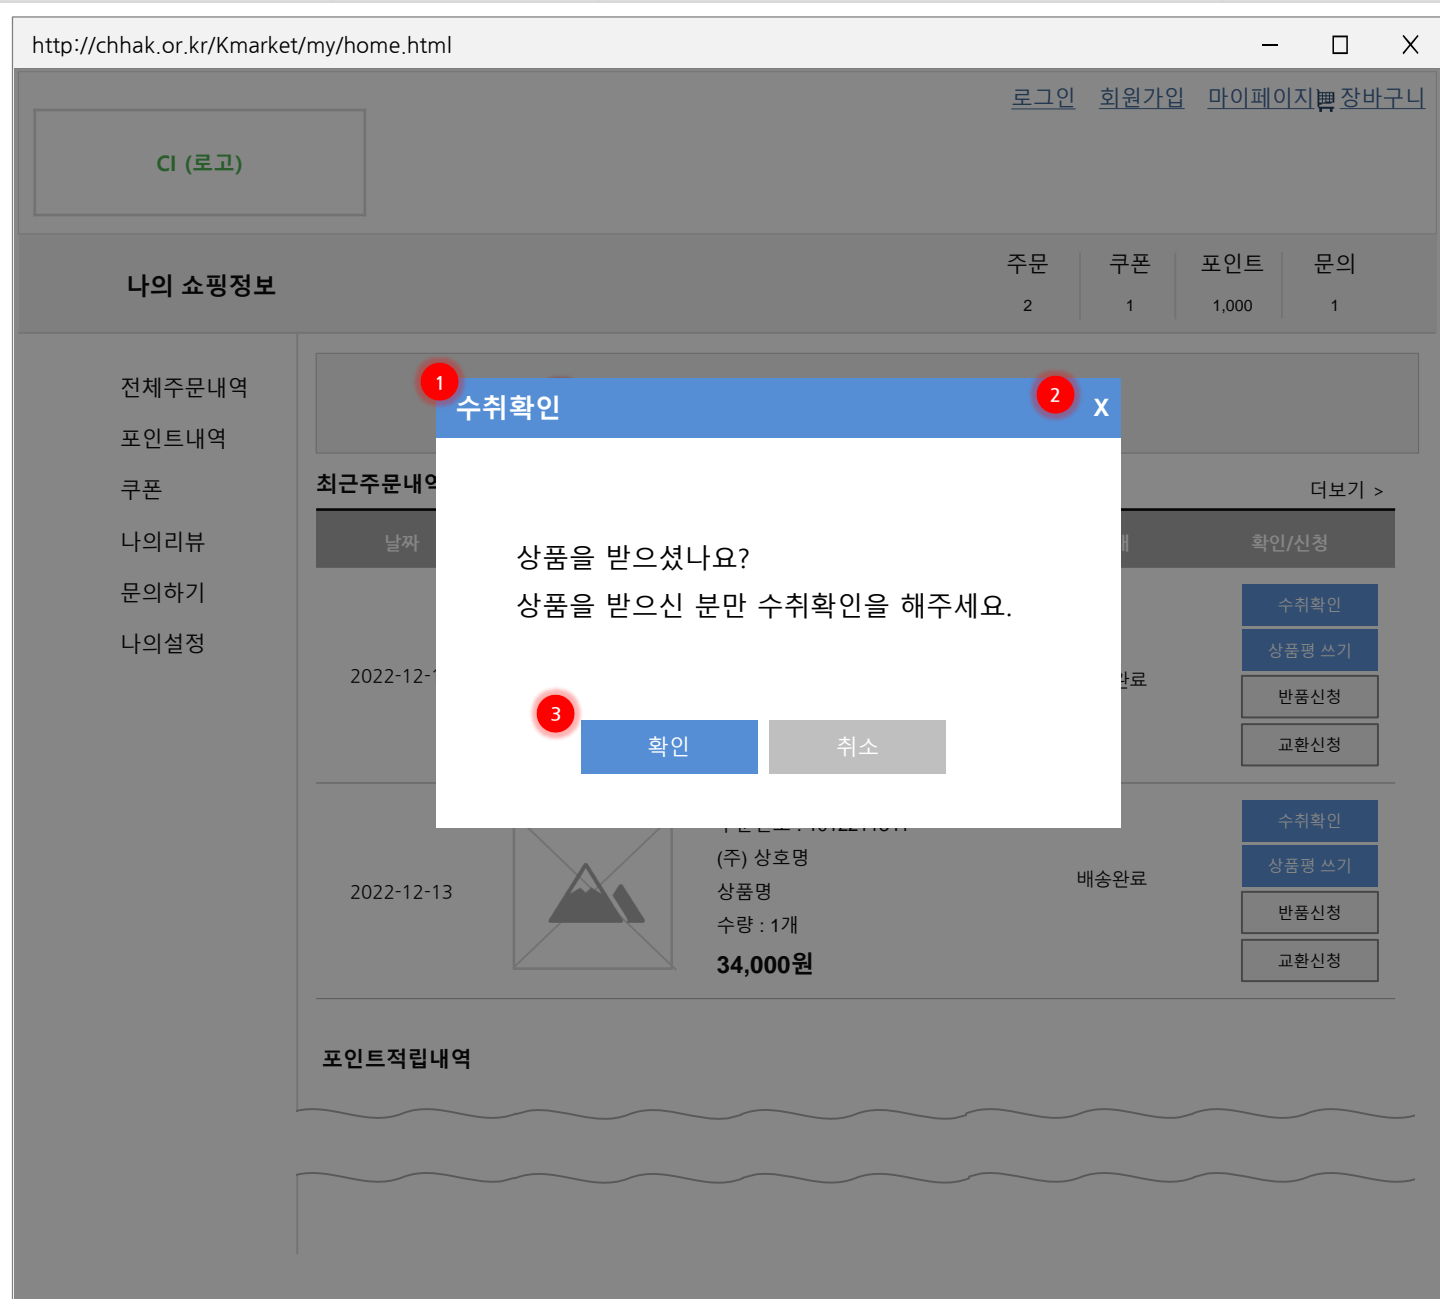 http://chhak.or.kr/Kmarket/my/home.html
로그인 회원가입 마이페이지 장바구니
CI (로고)
나의 쇼핑정보
주문 쿠폰 포인트 문의
2 1 1,000 1
전체주문내역
포인트내역
쿠폰
나의리뷰
문의하기
나의설정
1
수취확인
2
X
상품을 받으셨나요?
상품을 받으신 분만 수취확인을 해주세요.
3
확인 취소
최근주문내역
더보기 >
날짜 확인/신청
수취확인
상품평 쓰기
반품신청
교환신청
2022-12-13
(주) 상호명
상품명
수량 : 1개
34,000원
배송완료
수취확인
상품평 쓰기
반품신청
교환신청
포인트적립내역